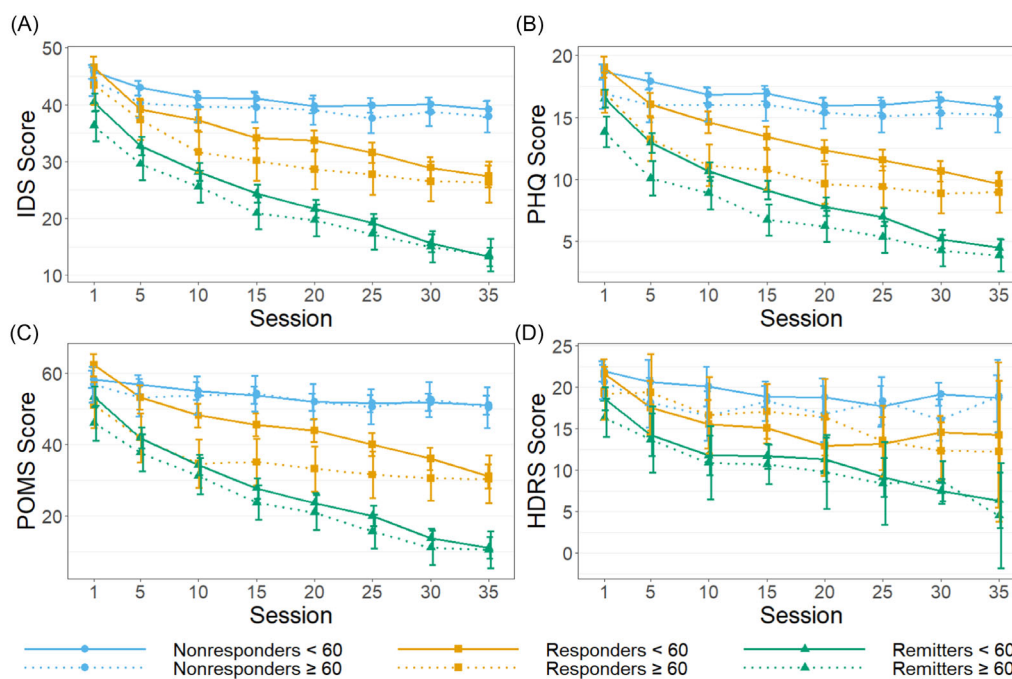 (A)
IDS Score
50
40
30
20
10
1 5 10 15 20 25 30 35
Session
(B)
PHQ Score
20
15
10
5
1 5 10 15 20 25 30 35
Session
(C)
POMS Score
60
40
20
1 5 10 15 20 25 30 35
Session
(D)
HDRS Score
25
20
15
10
5
0
1 5 10 15 20 25 30 35
Session
Nonresponders < 60 Responders < 60 Remitters < 60
Nonresponders ≥ 60 Responders ≥ 60 Remitters ≥ 60